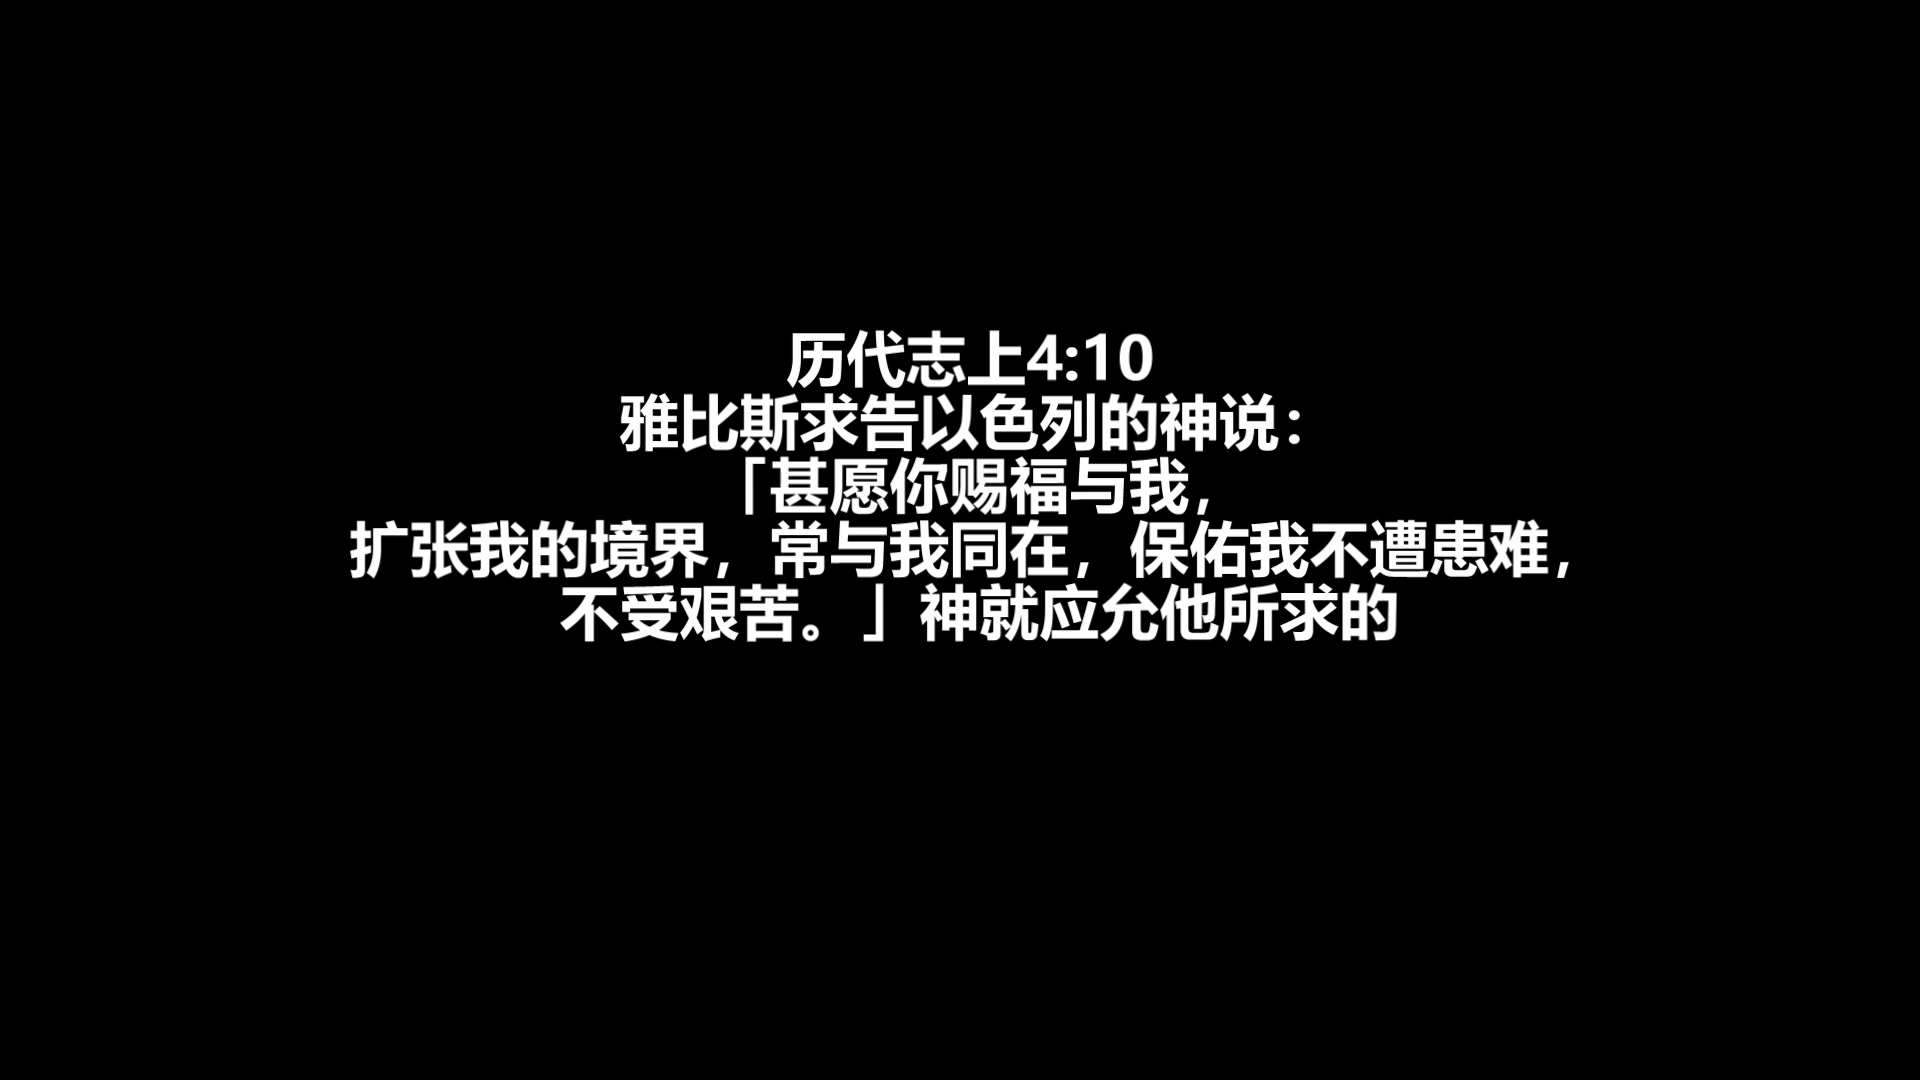 历代志上4:10
雅比斯求告以色列的神说：
「甚愿你赐福与我，
扩张我的境界，常与我同在，保佑我不遭患难，
不受艰苦。」神就应允他所求的